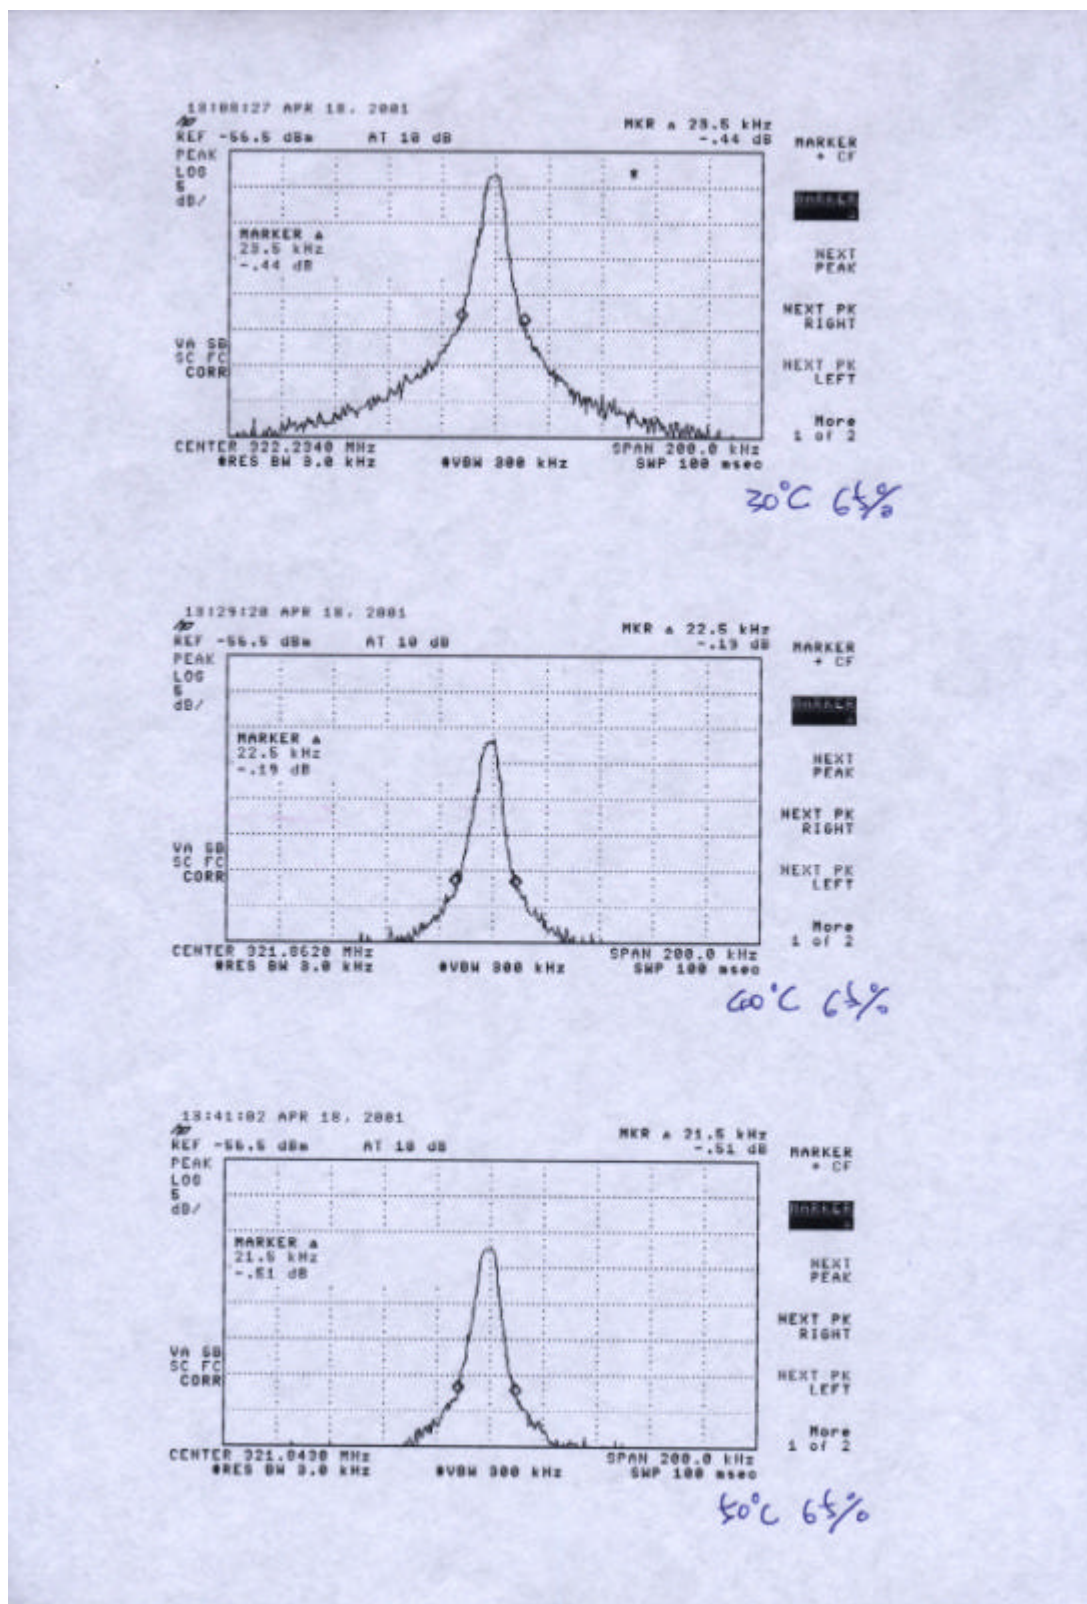 13:08:27 APR 18, 2001
hp
REF -56.5 dBm AT 10 dB MKR Δ 23.5 kHz
-.44 dB
PEAK
LOG
5
dB/
MARKER Δ
23.5 kHz
-.44 dB
VA SB
SC FC
CORR
CENTER 322.2340 MHz SPAN 200.0 kHz
#RES BW 3.0 kHz #VBW 300 kHz SWP 100 msec
MARKER
→ CF
MARKER
Δ
NEXT
PEAK
NEXT PK
RIGHT
NEXT PK
LEFT
More
1 of 2
30°C 65%
13:29:28 APR 18, 2001
hp
REF -56.5 dBm AT 10 dB MKR Δ 22.5 kHz
-.19 dB
PEAK
LOG
5
dB/
MARKER Δ
22.5 kHz
-.19 dB
VA SB
SC FC
CORR
CENTER 321.8620 MHz SPAN 200.0 kHz
#RES BW 3.0 kHz #VBW 300 kHz SWP 100 msec
MARKER
→ CF
MARKER
Δ
NEXT
PEAK
NEXT PK
RIGHT
NEXT PK
LEFT
More
1 of 2
°C 65%
13:41:02 APR 18, 2001
hp
REF -56.5 dBm AT 10 dB MKR Δ 21.5 kHz
-.51 dB
PEAK
LOG
5
dB/
MARKER Δ
21.5 kHz
-.51 dB
VA SB
SC FC
CORR
CENTER 321.8430 MHz SPAN 200.0 kHz
#RES BW 3.0 kHz #VBW 300 kHz SWP 100 msec
MARKER
→ CF
MARKER
Δ
NEXT
PEAK
NEXT PK
RIGHT
NEXT PK
LEFT
More
1 of 2
50°C 65%